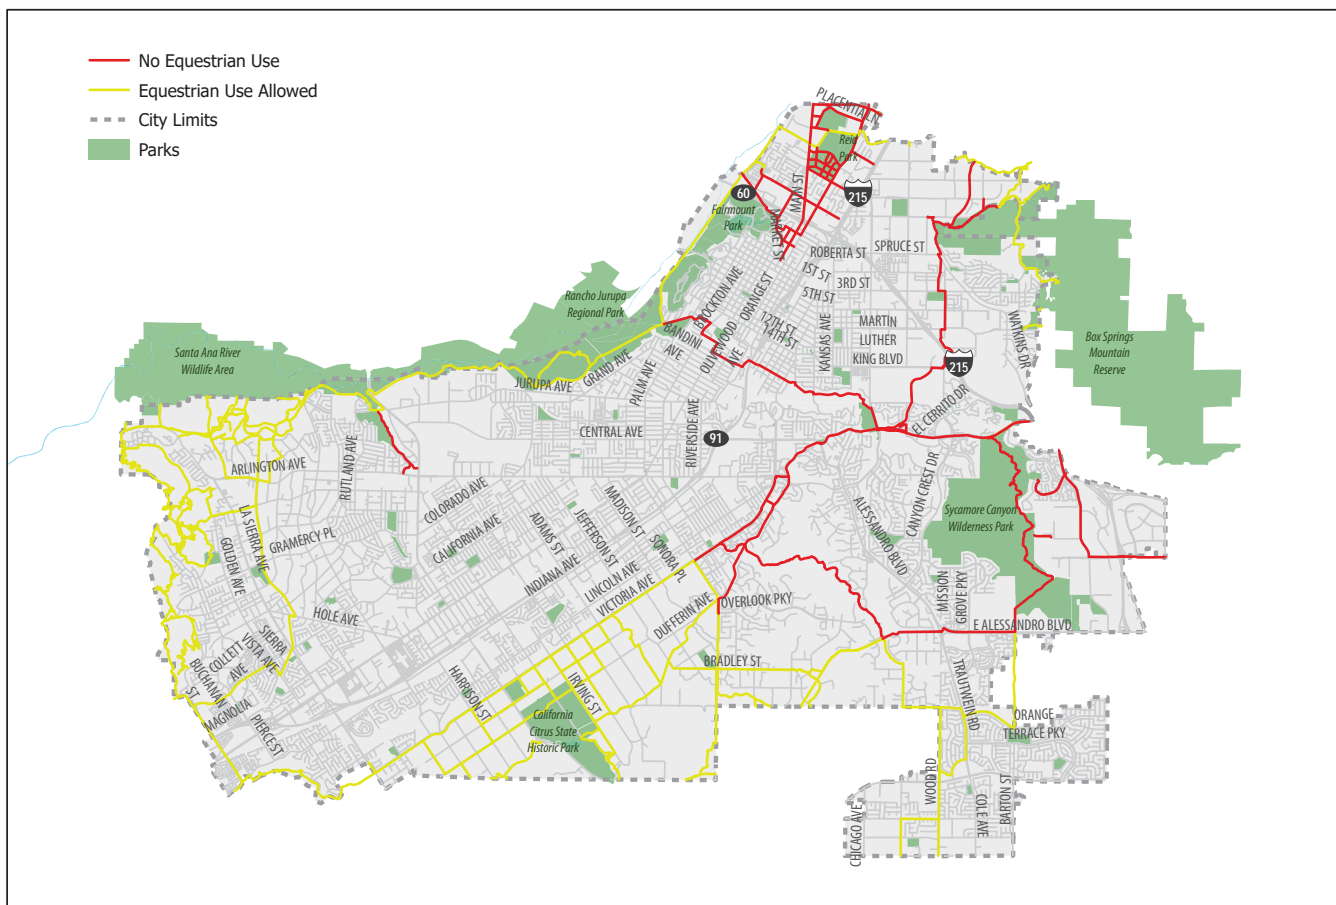 No Equestrian Use
Equestrian Use Allowed
City Limits
Parks
PLACENTIA LN
Reid
Park
MAIN ST
215
60
Fairmount
Park
MARKET ST
ROBERTA ST
SPRUCE ST
1ST ST
3RD ST
5TH ST
BROCKTON AVE
ORANGE ST
Rancho Jurupa
Regional Park
12TH ST
14TH ST
OLIVEWOOD
AVE
BANDINI
AVE
KANSAS AVE
MARTIN
LUTHER
KING BLVD
WATKINS DR
Box Springs
Mountain
Reserve
Santa Ana River
Wildlife Area
215
GRAND AVE
JURUPA AVE
PALM AVE
EL CERRITO DR
CENTRAL AVE
RIVERSIDE AVE
91
ARLINGTON AVE
RUTLAND AVE
COLORADO AVE
CALIFORNIA AVE
CANYON CREST DR
ALESSANDRO BLVD
Sycamore Canyon
Wilderness Park
MADISON ST
JEFFERSON ST
ADAMS ST
SONORA PL
LA SIERRA AVE
GOLDEN AVE
GRAMERCY PL
INDIANA AVE
LINCOLN AVE
VICTORIA AVE
DUFFERIN AVE
OVERLOOK PKY
MISSION
GROVE PKY
HOLE AVE
E ALESSANDRO BLVD
SIERRA
VISTA AVE
COLLETT
AVE
BUCHANAN
ST
MAGNOLIA
PIERCE ST
HARRISON ST
IRVING ST
BRADLEY ST
California
Citrus State
Historic Park
TRAUTWEIN RD
ORANGE
TERRACE PKY
WOOD RD
BARTON ST
COLE AVE
CHICAGO AVE